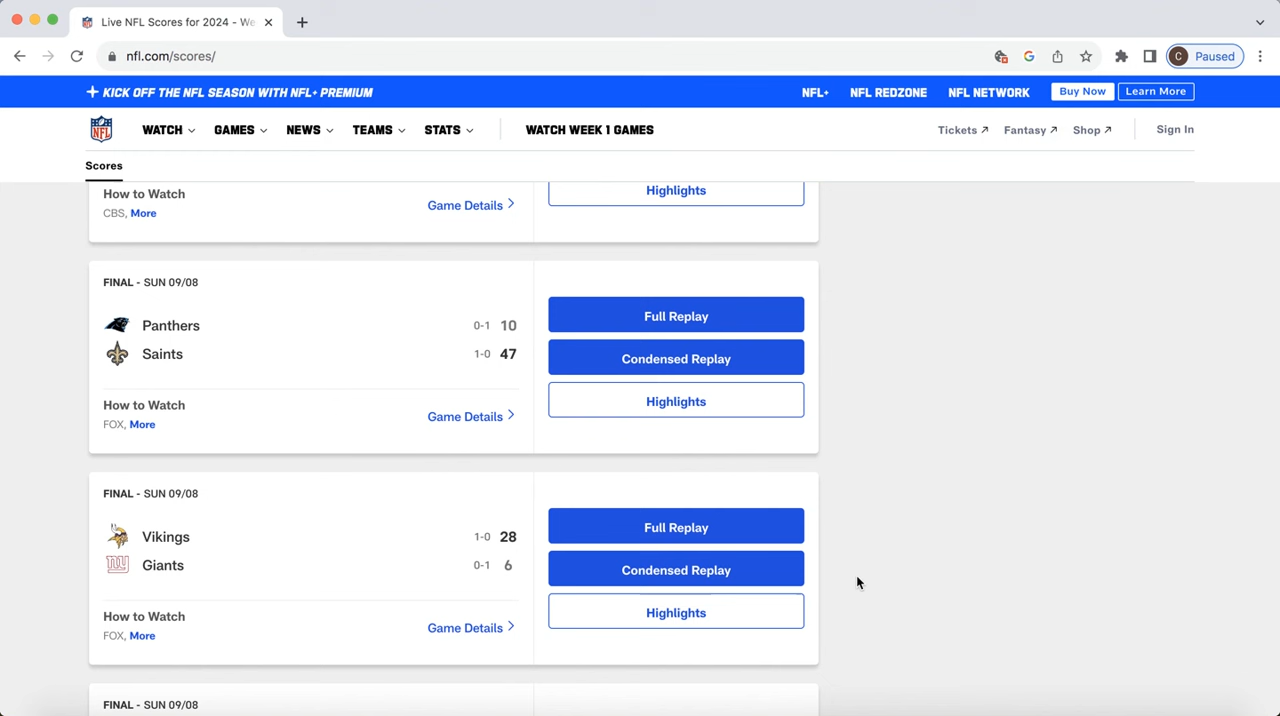 Live NFL Scores for 2024 - We
nfl.com/scores/
C Paused
KICK OFF THE NFL SEASON WITH NFL+ PREMIUM
NFL+ NFL REDZONE NFL NETWORK Buy Now Learn More
NFL WATCH GAMES NEWS TEAMS STATS WATCH WEEK 1 GAMES Tickets Fantasy Shop Sign In
Scores
How to Watch
CBS, More
Game Details
Highlights
FINAL - SUN 09/08
Panthers 0-1 10
Saints 1-0 47
How to Watch
FOX, More
Game Details
Full Replay
Condensed Replay
Highlights
FINAL - SUN 09/08
Vikings 1-0 28
ny Giants 0-1 6
How to Watch
FOX, More
Game Details
Full Replay
Condensed Replay
Highlights
FINAL - SUN 09/08